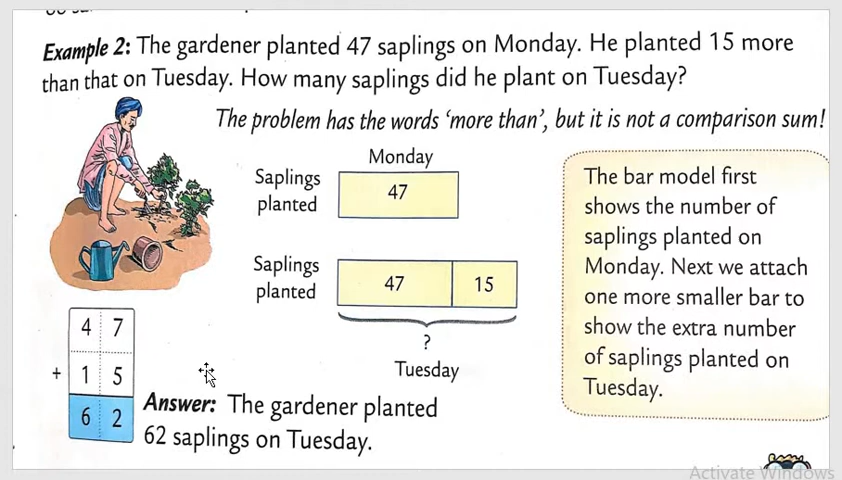 Example 2: The gardener planted 47 saplings on Monday. He planted 15 more
than that on Tuesday. How many saplings did he plant on Tuesday?
The problem has the words ‘more than’, but it is not a comparison sum!
Monday
Saplings
planted
47
Saplings
planted
47 15
?
Tuesday
The bar model first
shows the number of
saplings planted on
Monday. Next we attach
one more smaller bar to
show the extra number
of saplings planted on
Tuesday.
4 7
+ 1 5
6 2
Answer: The gardener planted
62 saplings on Tuesday.
Activate Windows